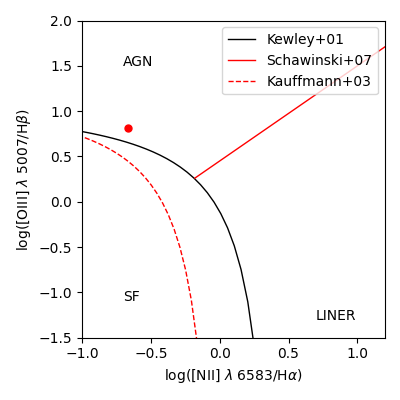 2.0
1.5
1.0
0.5
0.0
−0.5
−1.0
−1.5
log([OIII] λ 5007/Hβ)
AGN
Kewley+01
Schawinski+07
Kauffmann+03
SF
LINER
−1.0 −0.5 0.0 0.5 1.0
log([NII] λ 6583/Hα)